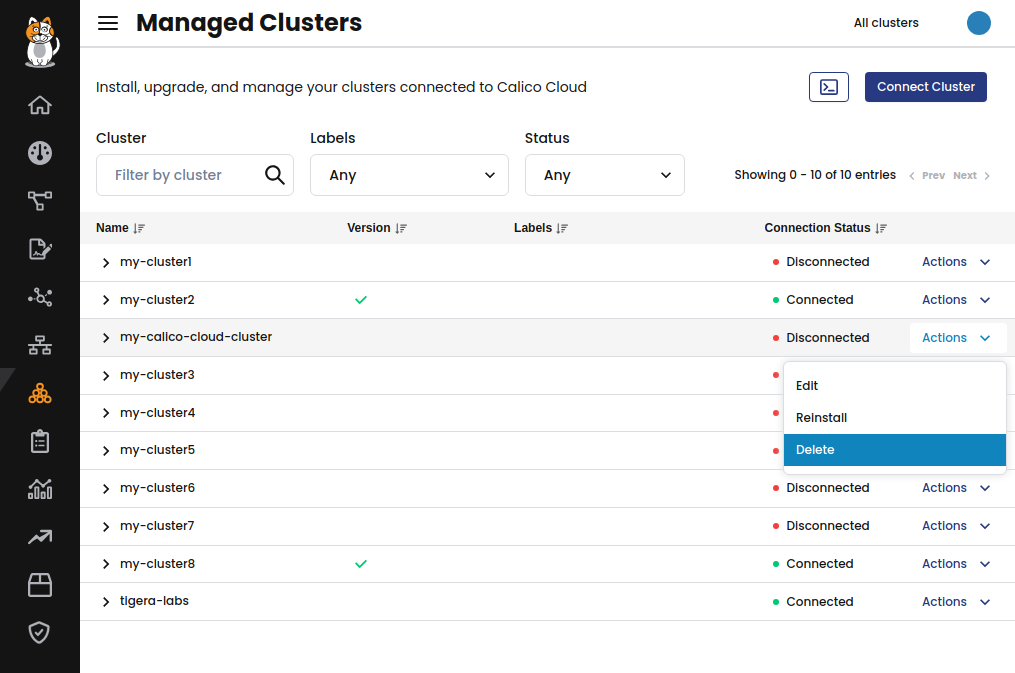 Managed Clusters
All clusters
Install, upgrade, and manage your clusters connected to Calico Cloud
Connect Cluster
Cluster
Labels
Status
Filter by cluster
Any
Any
Showing 0 - 10 of 10 entries
Prev
Next
Name
Version
Labels
Connection Status
my-cluster1
Disconnected
Actions
my-cluster2
Connected
Actions
my-calico-cloud-cluster
Disconnected
Actions
my-cluster3
Edit
my-cluster4
Reinstall
my-cluster5
Delete
my-cluster6
Disconnected
Actions
my-cluster7
Disconnected
Actions
my-cluster8
Connected
Actions
tigera-labs
Connected
Actions